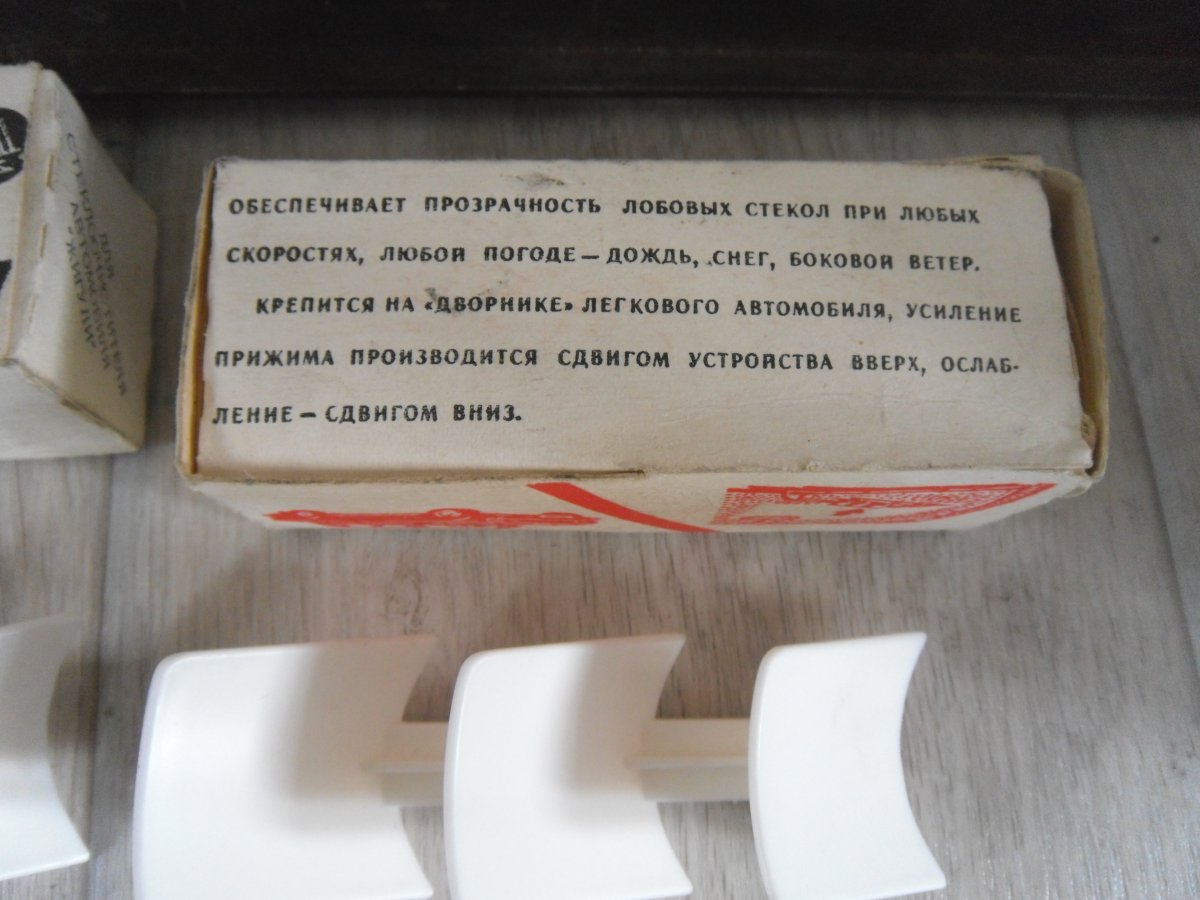 ОБЕСПЕЧИВАЕТ ПРОЗРАЧНОСТЬ ЛОБОВЫХ СТЕКОЛ ПРИ ЛЮБЫХ
СКОРОСТЯХ, ЛЮБОЙ ПОГОДЕ — ДОЖДЬ, СНЕГ, БОКОВОЙ ВЕТЕР.
КРЕПИТСЯ НА «ДВОРНИКЕ» ЛЕГКОВОГО АВТОМОБИЛЯ, УСИЛЕНИЕ
ПРИЖИМА ПРОИЗВОДИТСЯ СДВИГОМ УСТРОЙСТВА ВВЕРХ, ОСЛАБ-
ЛЕНИЕ — СДВИГОМ ВНИЗ.
ДЛЯ